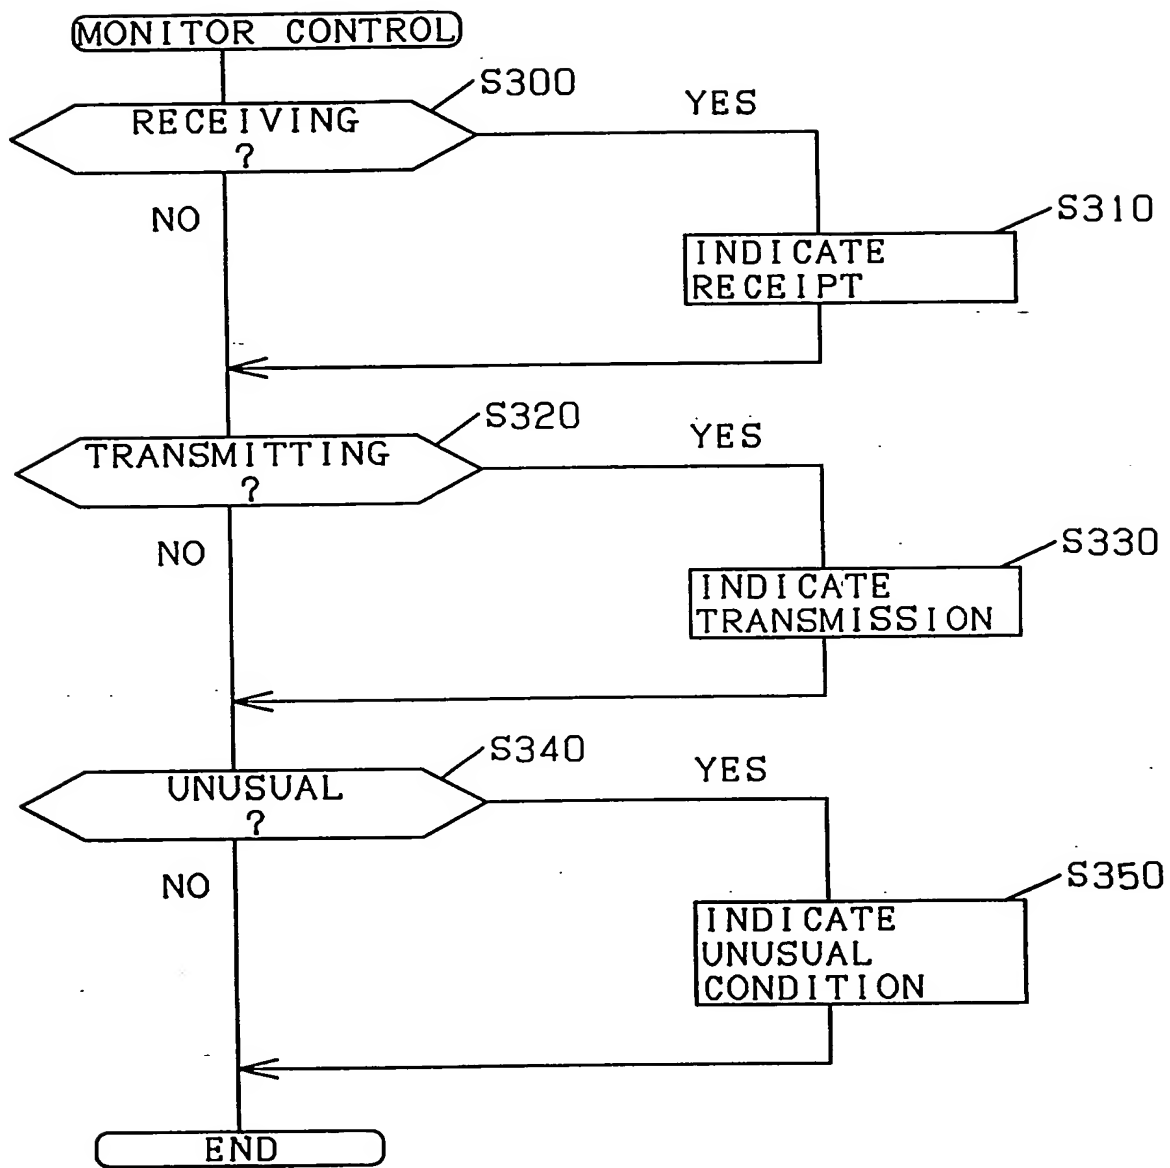 MONITOR CONTROL
S300
RECEIVING
?
YES
NO
S310
INDICATE
RECEIPT
S320
TRANSMITTING
?
YES
NO
S330
INDICATE
TRANSMISSION
S340
UNUSUAL
?
YES
NO
S350
INDICATE
UNUSUAL
CONDITION
END